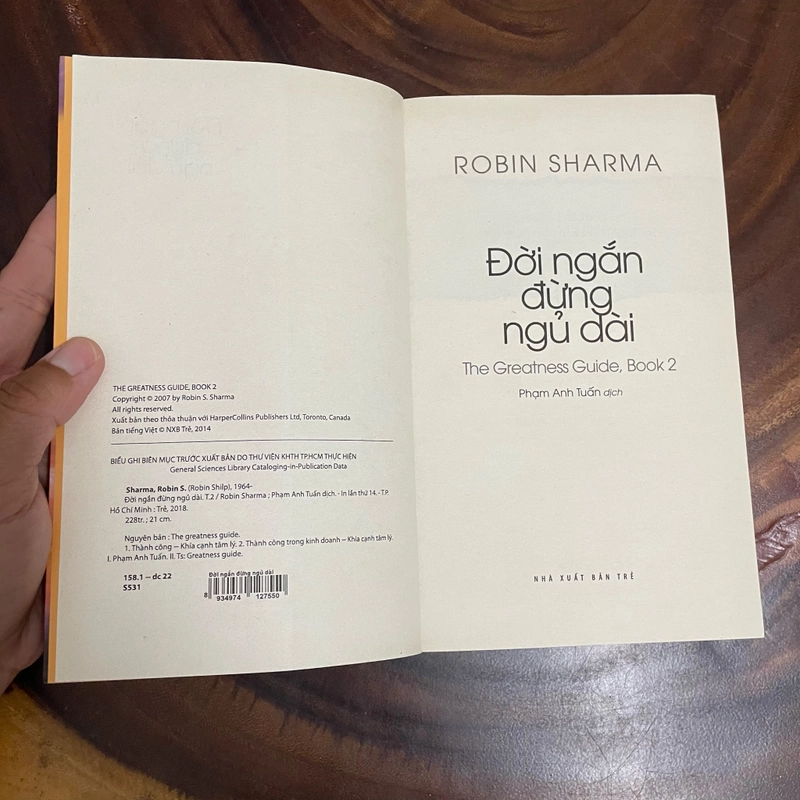 THE GREATNESS GUIDE, BOOK 2
Copyright © 2007 by Robin S. Sharma
All rights reserved.
Xuất bản theo thỏa thuận với HarperCollins Publishers Ltd, Toronto, Canada
Bản tiếng Việt © NXB Trẻ, 2014
BIỂU GHI BIÊN MỤC TRƯỚC XUẤT BẢN DO THƯ VIỆN KHTH TP.HCM THỰC HIỆN
General Sciences Library Cataloging-in-Publication Data
Sharma, Robin S. (Robin Shilp), 1964-
Đời ngắn đừng ngủ dài. T.2 / Robin Sharma ; Phạm Anh Tuấn dịch. - In lần thứ 14. - T.P.
Hồ Chí Minh : Trẻ, 2018.
228tr. ; 21 cm.
Nguyên bản : The greatness guide.
1. Thành công – Khía cạnh tâm lý. 2. Thành công trong kinh doanh – Khía cạnh tâm lý.
I. Phạm Anh Tuấn. II. Ts: Greatness guide.
158.1 – dc 22
S531
Đời ngắn đừng ngủ dài
8 934974 127550
ROBIN SHARMA
Đời ngắn
đừng
ngủ dài
The Greatness Guide, Book 2
Phạm Anh Tuấn dịch
NHÀ XUẤT BẢN TRẺ